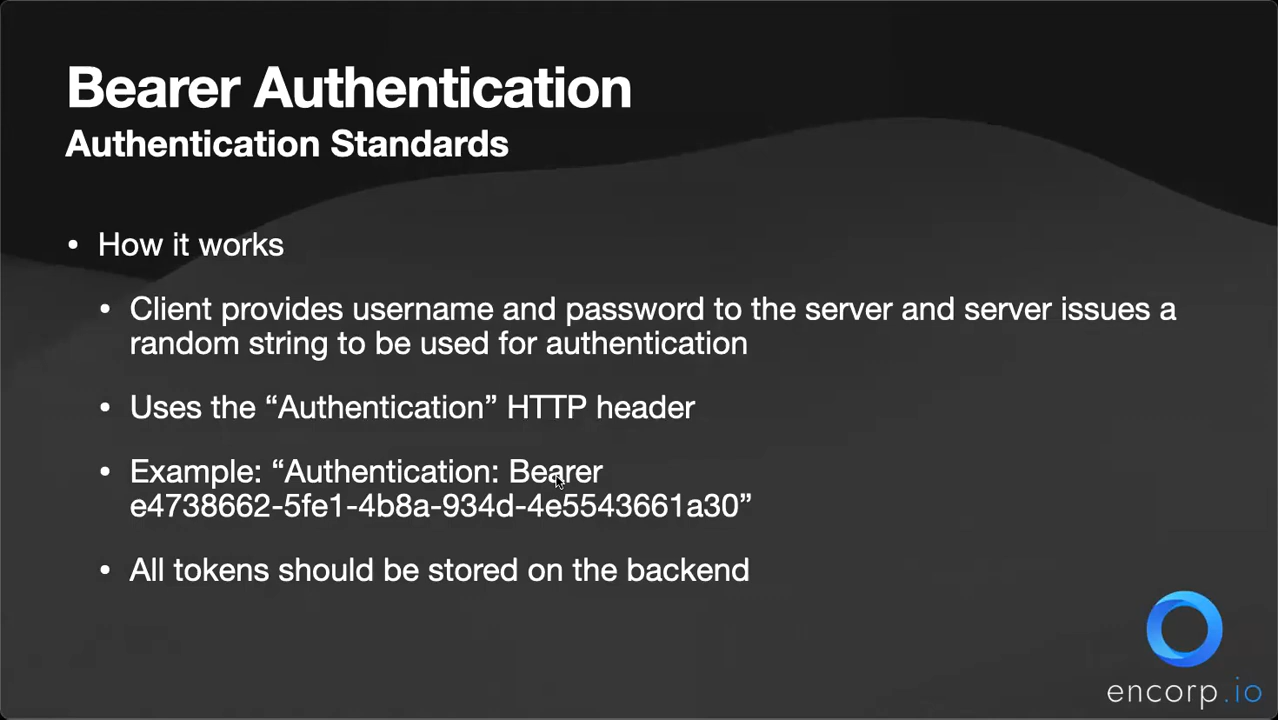 Bearer Authentication
Authentication Standards
• How it works
• Client provides username and password to the server and server issues a
random string to be used for authentication
• Uses the “Authentication” HTTP header
• Example: “Authentication: Bearer
e4738662-5fe1-4b8a-934d-4e5543661a30”
• All tokens should be stored on the backend
encorp.io